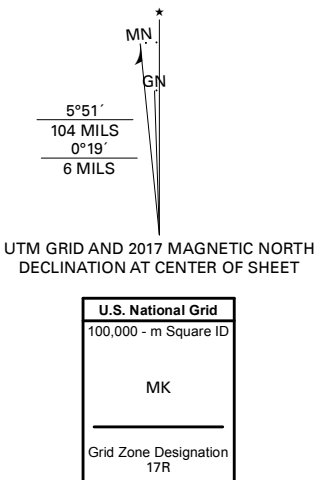 ★
MN
GN
5°51´
104 MILS
0°19´
6 MILS
UTM GRID AND 2017 MAGNETIC NORTH
DECLINATION AT CENTER OF SHEET
U.S. National Grid
100,000 - m Square ID
MK
Grid Zone Designation
17R